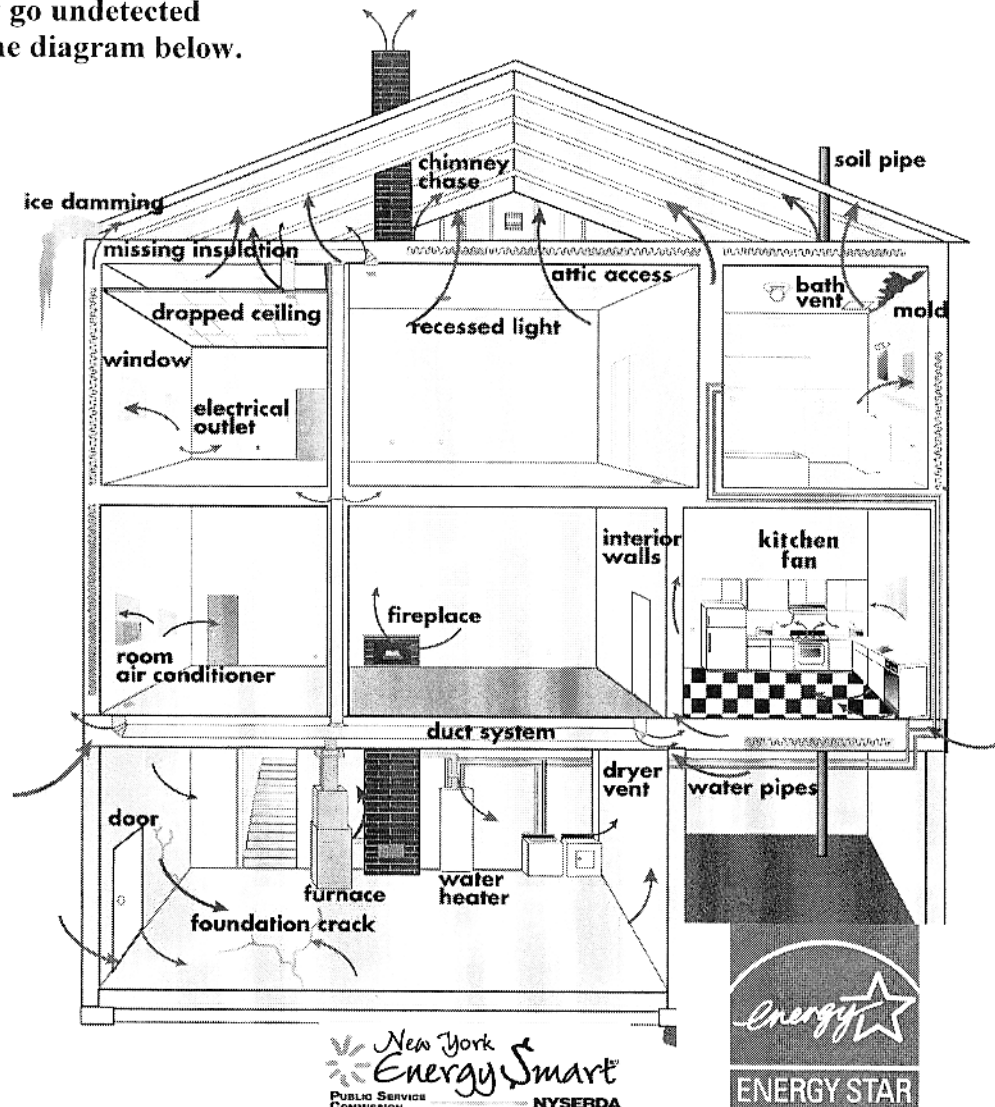 go undetected
ne diagram below.
chimney
chase
soil pipe
ice damming
missing insulation
attic access
bath
vent
mold
dropped ceiling
recessed light
window
electrical
outlet
interior
walls
kitchen
fan
fireplace
room
air conditioner
duct system
dryer
vent
water pipes
door
furnace
water
heater
foundation crack
energy
ENERGY STAR
New York
Energy Smart
PUBLIC SERVICE
COMMISSION
NYSERDA